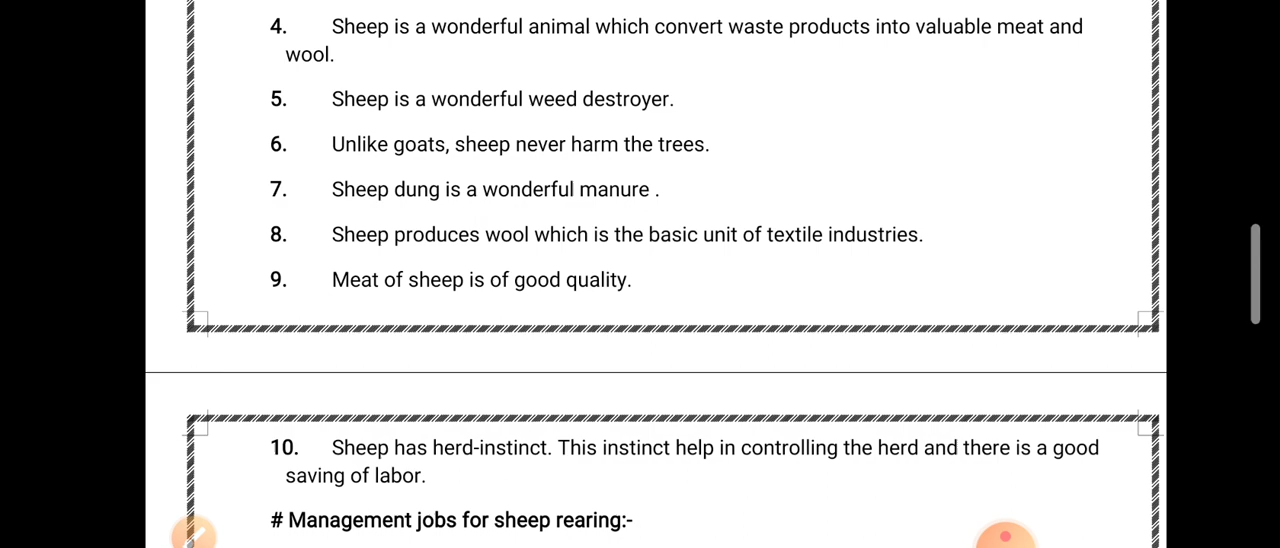 4. Sheep is a wonderful animal which convert waste products into valuable meat and
wool.
5. Sheep is a wonderful weed destroyer.
6. Unlike goats, sheep never harm the trees.
7. Sheep dung is a wonderful manure .
8. Sheep produces wool which is the basic unit of textile industries.
9. Meat of sheep is of good quality.
10. Sheep has herd-instinct. This instinct help in controlling the herd and there is a good
saving of labor.
# Management jobs for sheep rearing:-